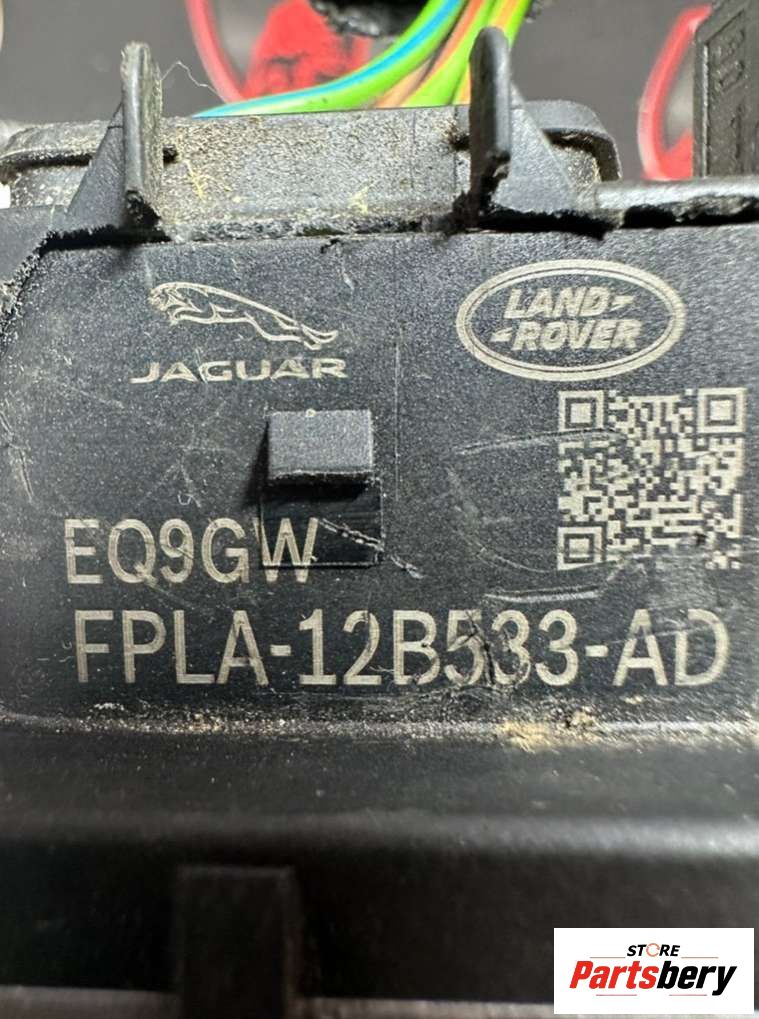 JAGUAR
LAND-
-ROVER
EQ9GW
FPLA-12B533-AD
STORE
Partsbery